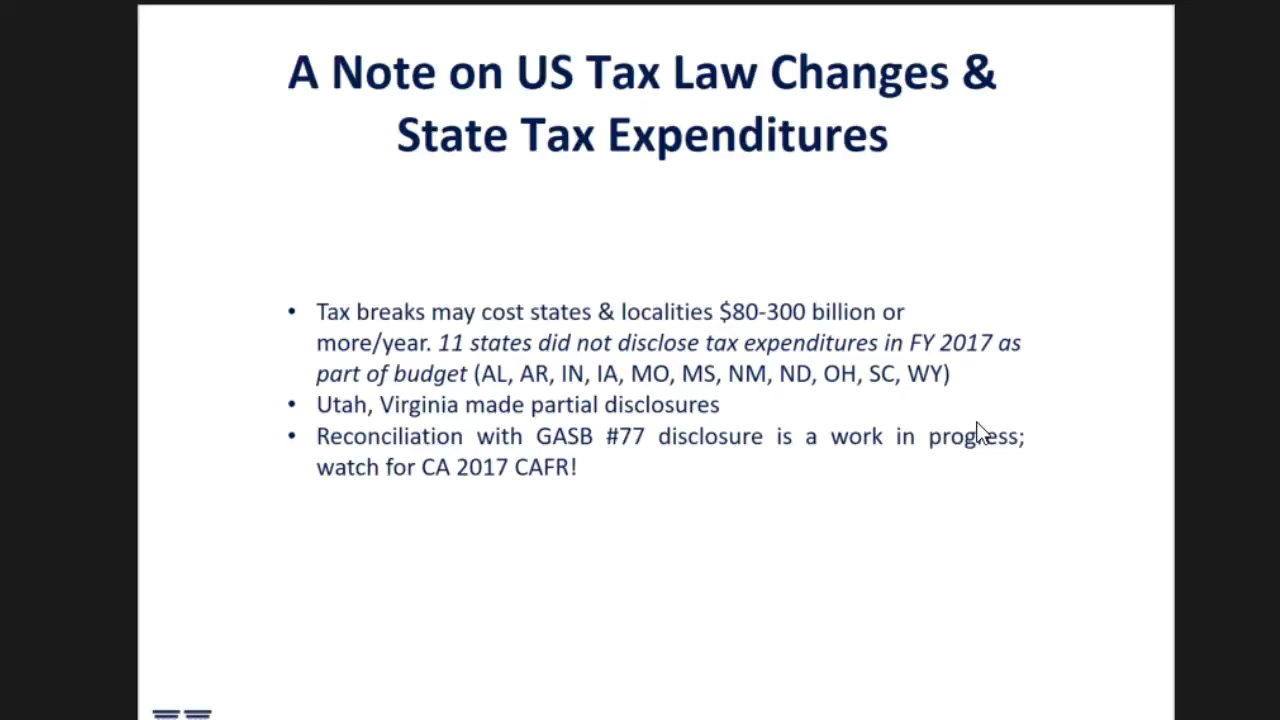 A Note on US Tax Law Changes &
State Tax Expenditures
• Tax breaks may cost states & localities $80-300 billion or
more/year. 11 states did not disclose tax expenditures in FY 2017 as
part of budget (AL, AR, IN, IA, MO, MS, NM, ND, OH, SC, WY)
• Utah, Virginia made partial disclosures
• Reconciliation with GASB #77 disclosure is a work in progress;
watch for CA 2017 CAFR!